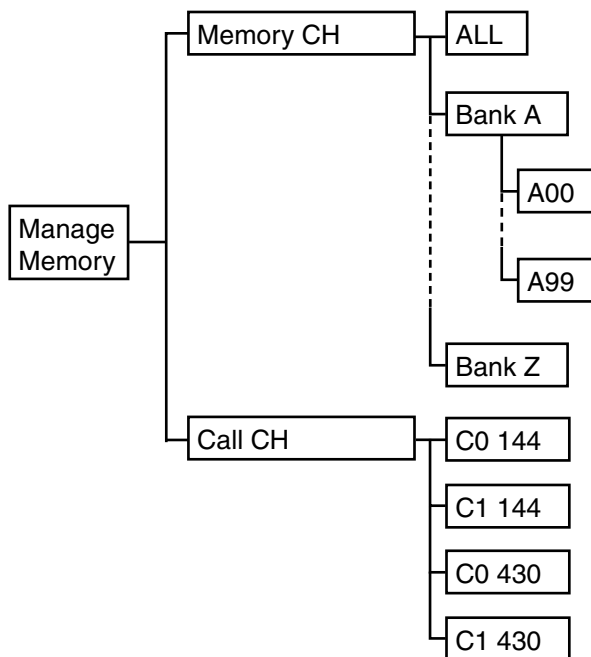 Memory CH
ALL
Bank A
A00
Manage
Memory
A99
Bank Z
Call CH
C0 144
C1 144
C0 430
C1 430